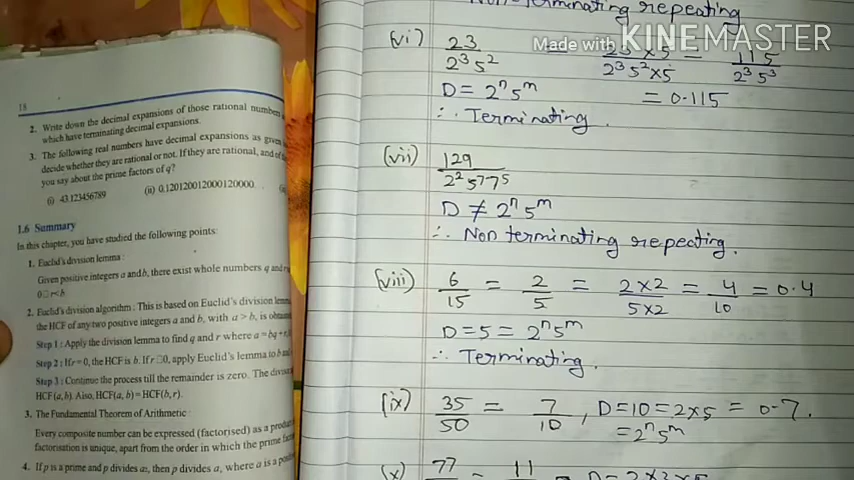 18
2. Write down the decimal expansions of those rational numbers
which have terminating decimal expansions.
3. The following real numbers have decimal expansions as given
decide whether they are rational or not. If they are rational, and of
you say about the prime factors of q?
(i) 43.123456789 (ii) 0.120120012000120000
1.6 Summary
In this chapter, you have studied the following points:
1. Euclid's division lemma :
Given positive integers a and b, there exist whole numbers q and r
0□ r<b
2. Euclid's division algorithm : This is based on Euclid's division lemma
the HCF of any two positive integers a and b, with a > b, is obtain
Step 1 : Apply the division lemma to find q and r where a = bq + r,
Step 2 : If r = 0, the HCF is b. If r□0, apply Euclid's lemma to b and
Step 3 : Continue the process till the remainder is zero. The divisor
HCF (a, b). Also, HCF(a, b) = HCF(b, r).
3. The Fundamental Theorem of Arithmetic :
Every composite number can be expressed (factorised) as a produc
factorisation is unique, apart from the order in which the prime fac
4. If p is a prime and p divides a², then p divides a, where a is a po
Non-terminating repeating
Made with KINEMASTER
(vi) 23/2³5² = 23×5/2³5²×5 = 115/2³5³
D = 2ⁿ5ᵐ = 0.115
∴ Terminating.
(vii) 129/2²5⁷7⁵
D ≠ 2ⁿ5ᵐ
∴ Non terminating repeating.
(viii) 6/15 = 2/5 = 2×2/5×2 = 4/10 = 0.4
D = 5 = 2ⁿ5ᵐ
∴ Terminating.
(ix) 35/50 = 7/10, D=10=2×5 = 0.7.
=2ⁿ5ᵐ
(x) 77 11